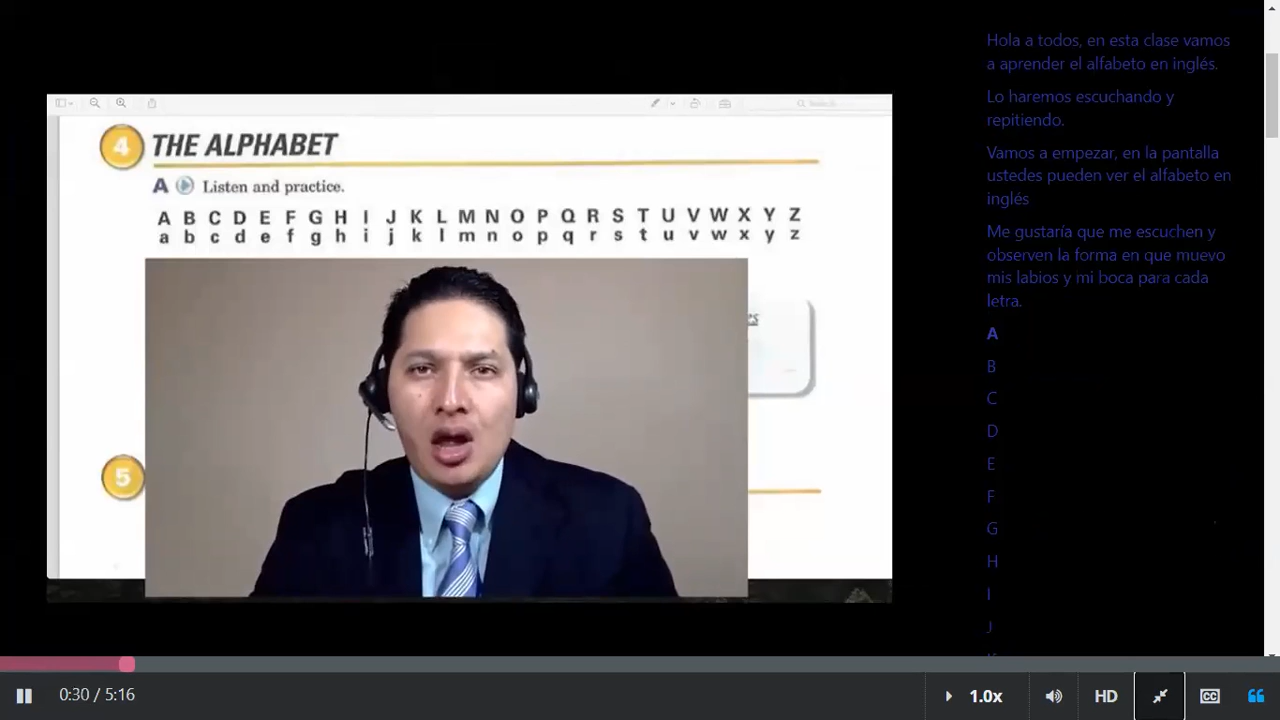 4 THE ALPHABET
A Listen and practice.
A B C D E F G H I J K L M N O P Q R S T U V W X Y Z
a b c d e f g h i j k l m n o p q r s t u v w x y z
5
Hola a todos, en esta clase vamos
a aprender el alfabeto en inglés.
Lo haremos escuchando y
repitiendo.
Vamos a empezar, en la pantalla
ustedes pueden ver el alfabeto en
inglés
Me gustaría que me escuchen y
observen la forma en que muevo
mis labios y mi boca para cada
letra.
A
B
C
D
E
F
G
H
I
J
0:30 / 5:16
1.0x
HD
CC